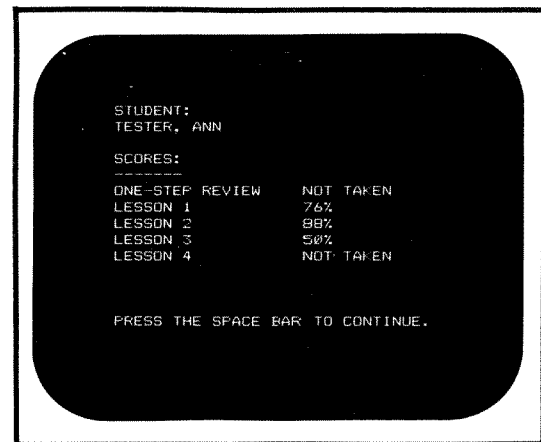 STUDENT:
TESTER, ANN
SCORES:
-------
ONE-STEP REVIEW NOT TAKEN
LESSON 1 76%
LESSON 2 88%
LESSON 3 50%
LESSON 4 NOT TAKEN
PRESS THE SPACE BAR TO CONTINUE.